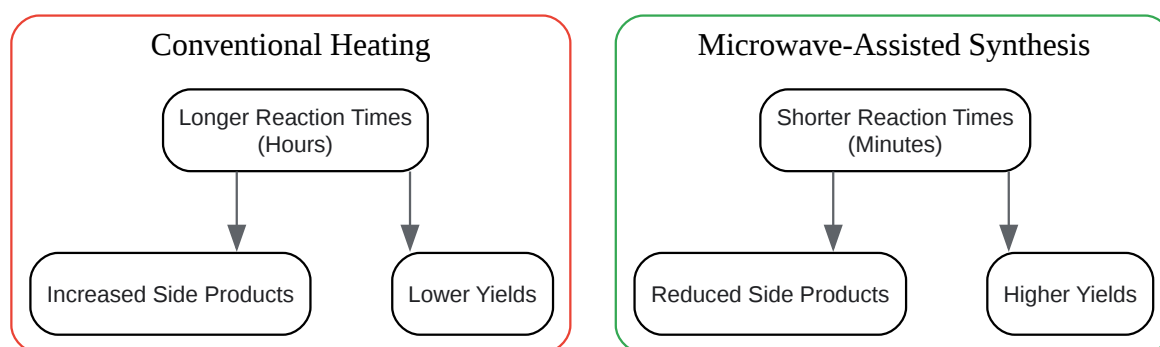 Conventional Heating
Longer Reaction Times
(Hours)
Increased Side Products
Lower Yields
Microwave-Assisted Synthesis
Shorter Reaction Times
(Minutes)
Reduced Side Products
Higher Yields